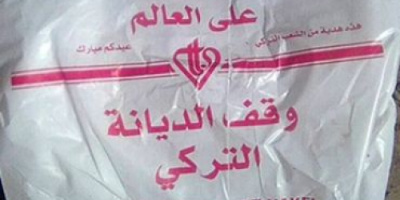 على العالم
هذه هدية من الشعب التركي
عيدكم مبارك
وقف الديانة
التركي